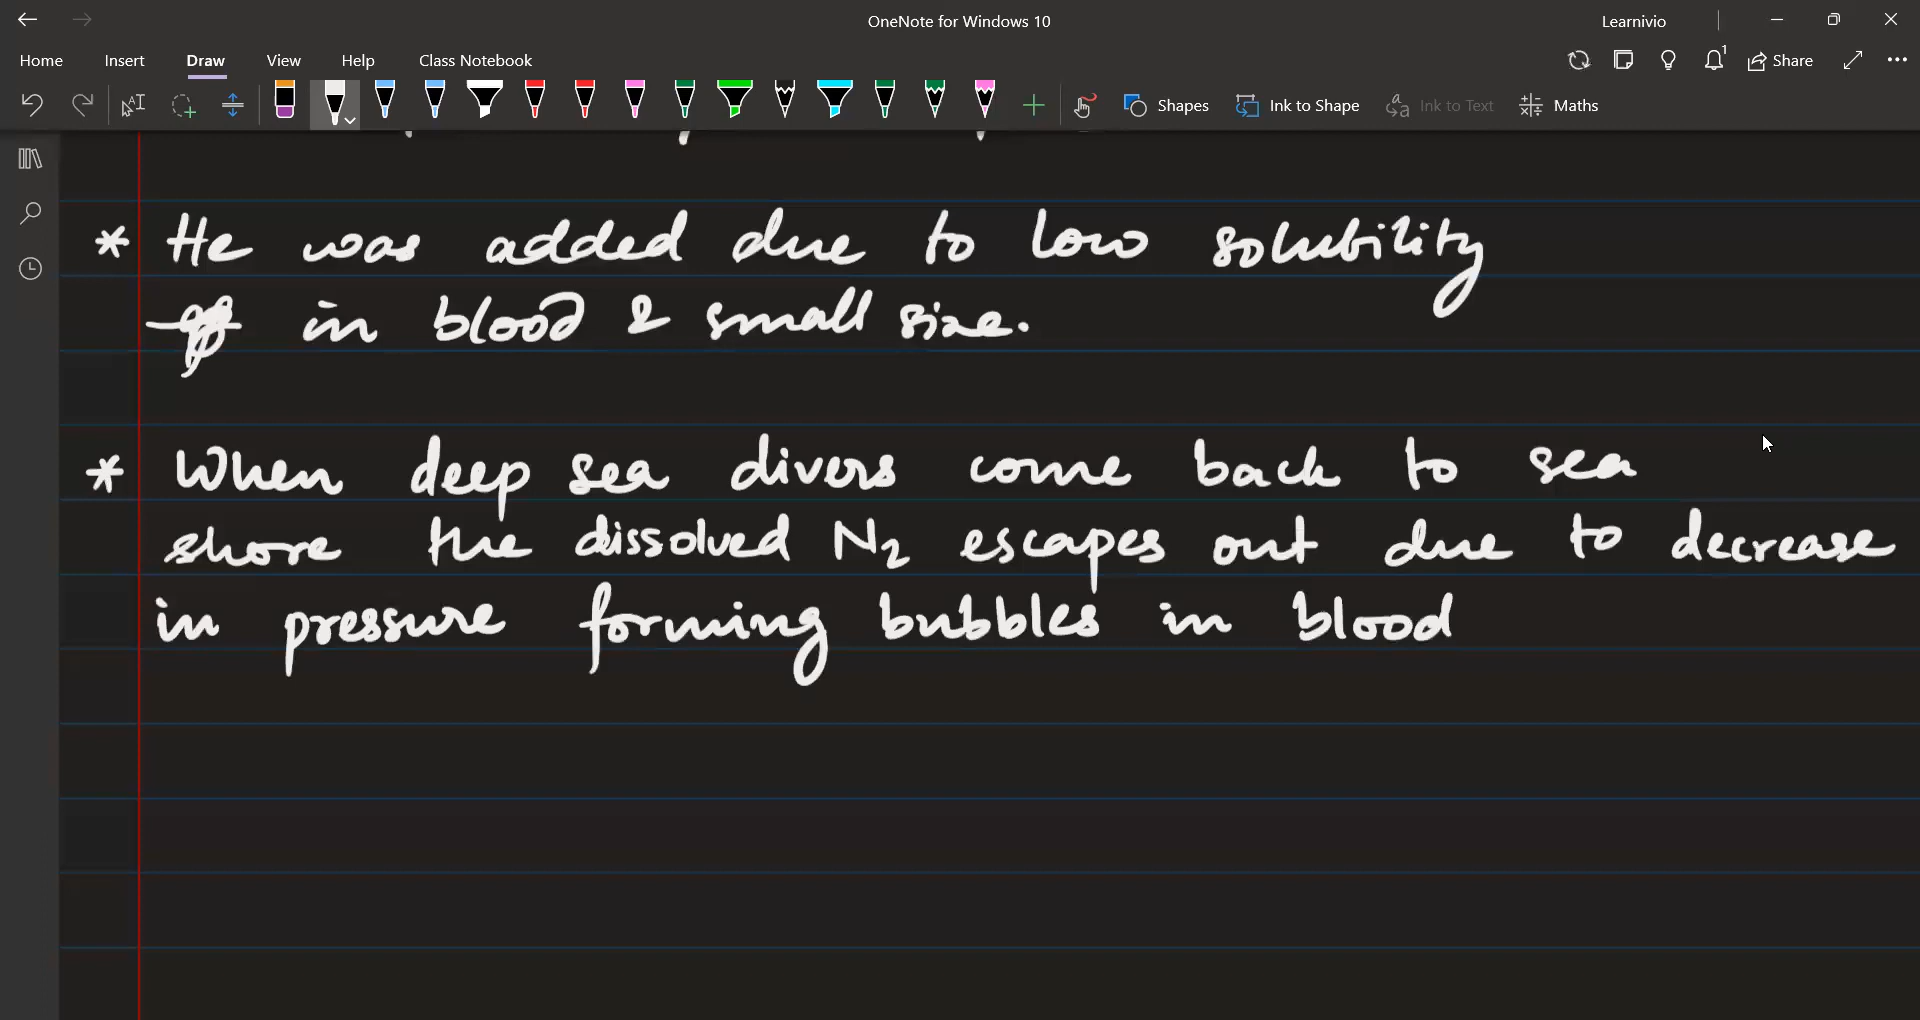 OneNote for Windows 10
Learnivio
Home Insert Draw View Help Class Notebook
1
Share
Shapes Ink to Shape Ink to Text Maths
* He was added due to low solubility
in blood & small size.
* When deep sea divers come back to sea
shore the dissolved N2 escapes out due to decrease
in pressure forming bubbles in blood